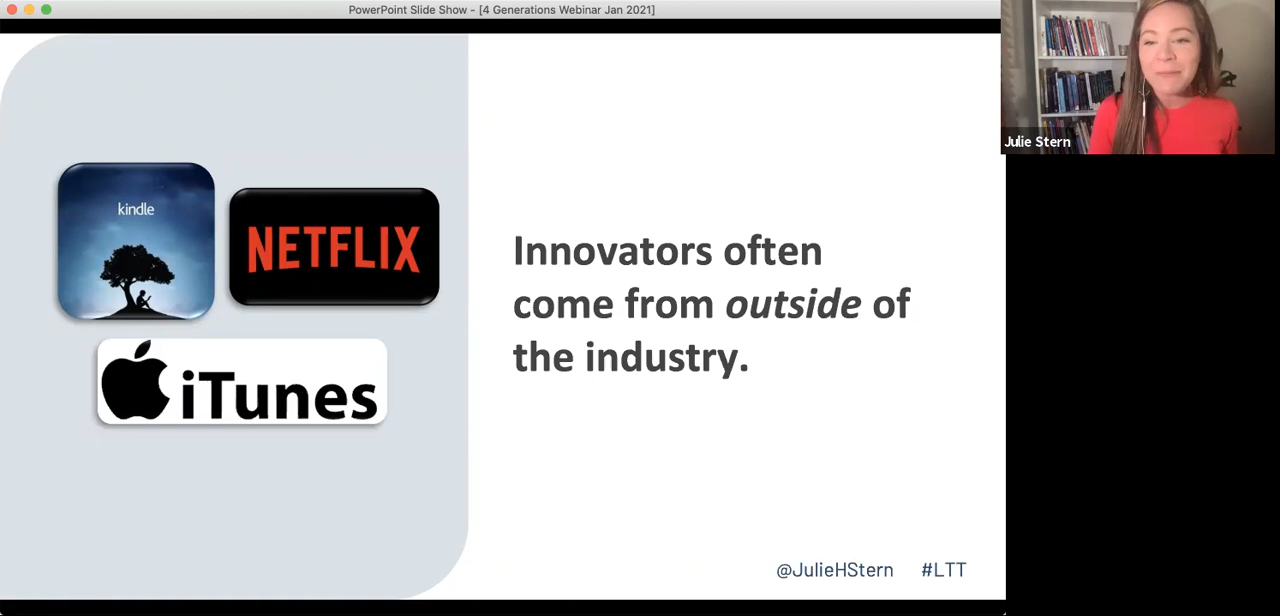 PowerPoint Slide Show - [4 Generations Webinar Jan 2021]
kindle
NETFLIX
iTunes
Innovators often
come from outside of
the industry.
@JulieHStern #LTT
Julie Stern